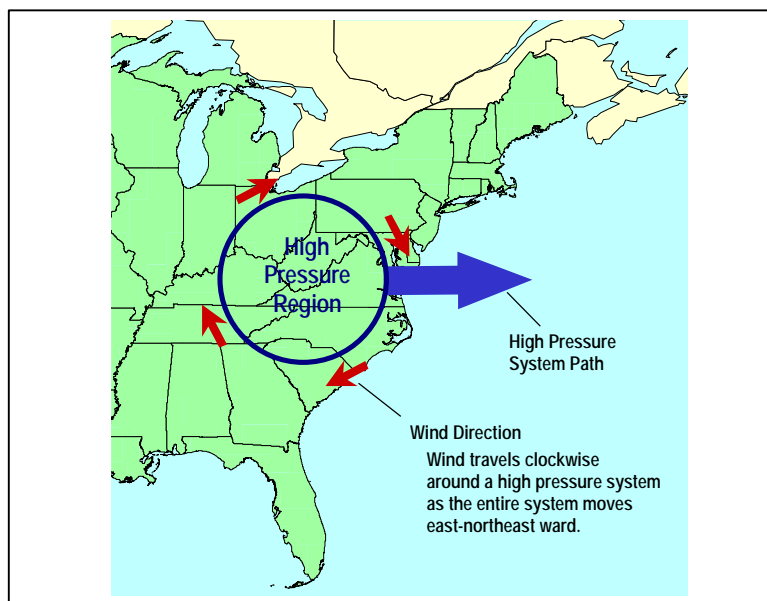 High
Pressure
Region
High Pressure
System Path
Wind Direction
Wind travels clockwise
around a high pressure system
as the entire system moves
east-northeast ward.